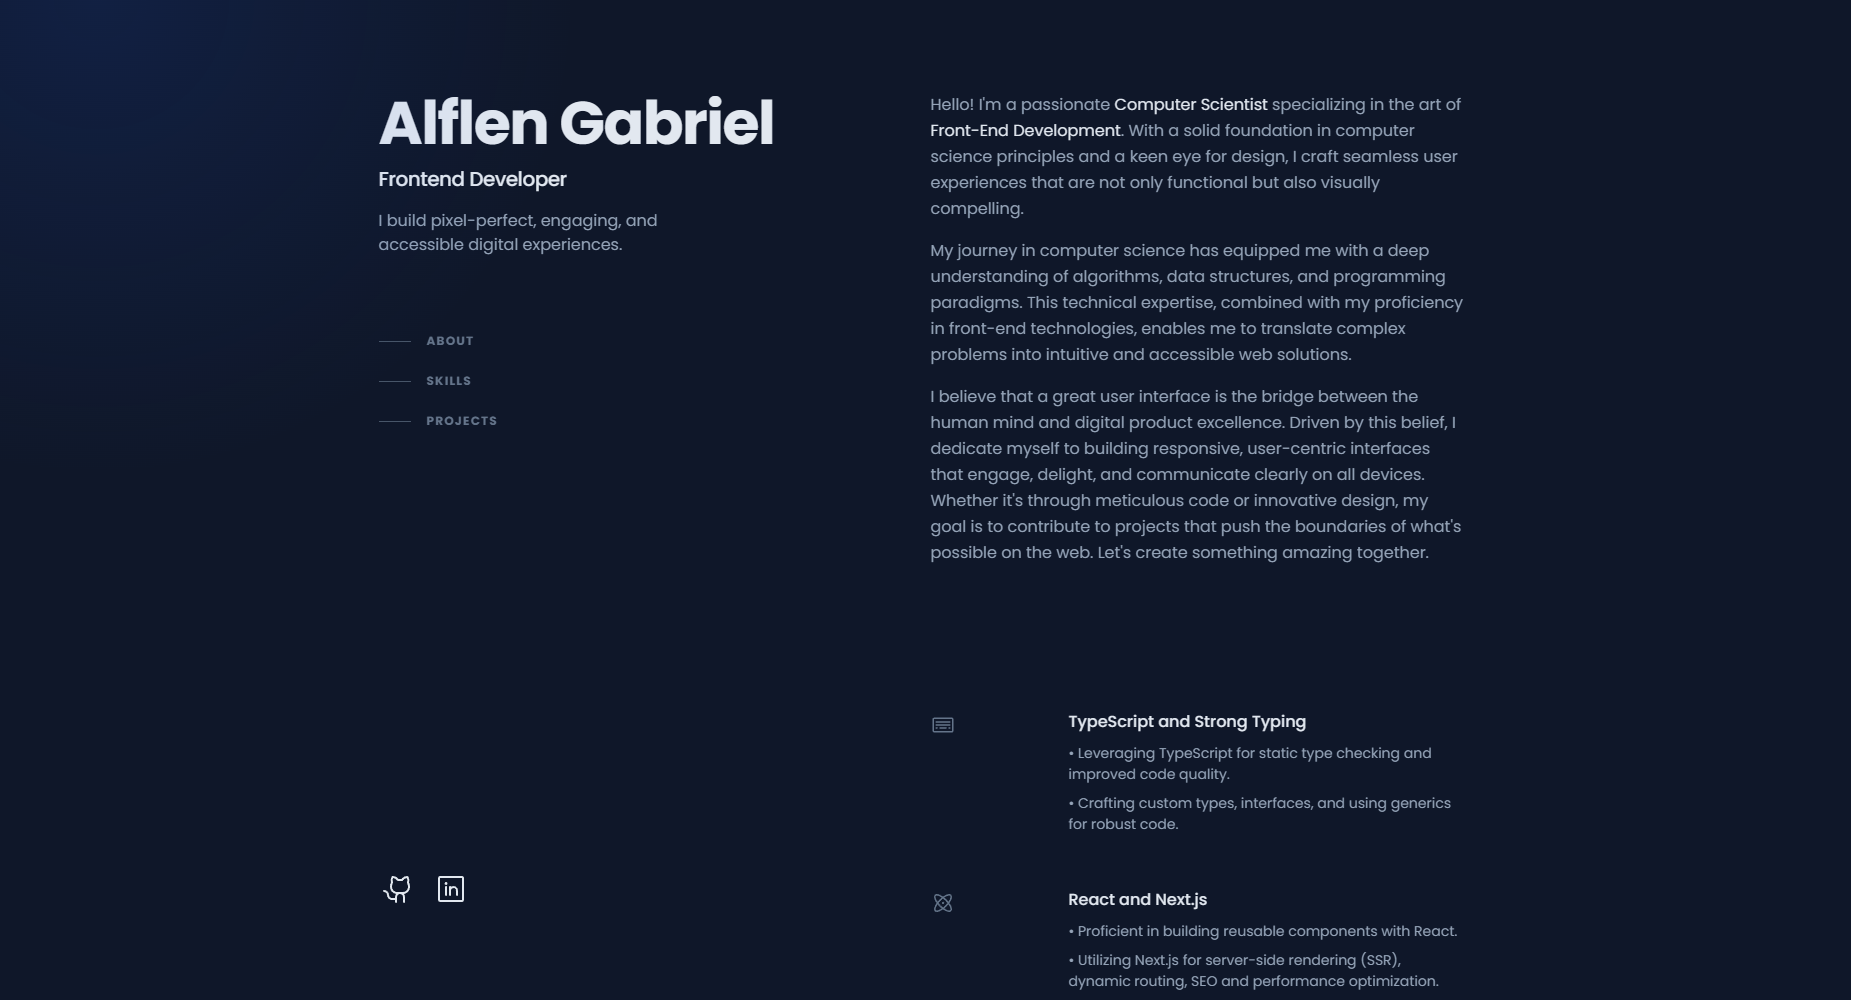 Alflen Gabriel
Frontend Developer
I build pixel-perfect, engaging, and
accessible digital experiences.
ABOUT
SKILLS
PROJECTS
in
Hello! I'm a passionate Computer Scientist specializing in the art of
Front-End Development. With a solid foundation in computer
science principles and a keen eye for design, I craft seamless user
experiences that are not only functional but also visually
compelling.
My journey in computer science has equipped me with a deep
understanding of algorithms, data structures, and programming
paradigms. This technical expertise, combined with my proficiency
in front-end technologies, enables me to translate complex
problems into intuitive and accessible web solutions.
I believe that a great user interface is the bridge between the
human mind and digital product excellence. Driven by this belief, I
dedicate myself to building responsive, user-centric interfaces
that engage, delight, and communicate clearly on all devices.
Whether it's through meticulous code or innovative design, my
goal is to contribute to projects that push the boundaries of what's
possible on the web. Let's create something amazing together.
TypeScript and Strong Typing
• Leveraging TypeScript for static type checking and
improved code quality.
• Crafting custom types, interfaces, and using generics
for robust code.
React and Next.js
• Proficient in building reusable components with React.
• Utilizing Next.js for server-side rendering (SSR),
dynamic routing, SEO and performance optimization.